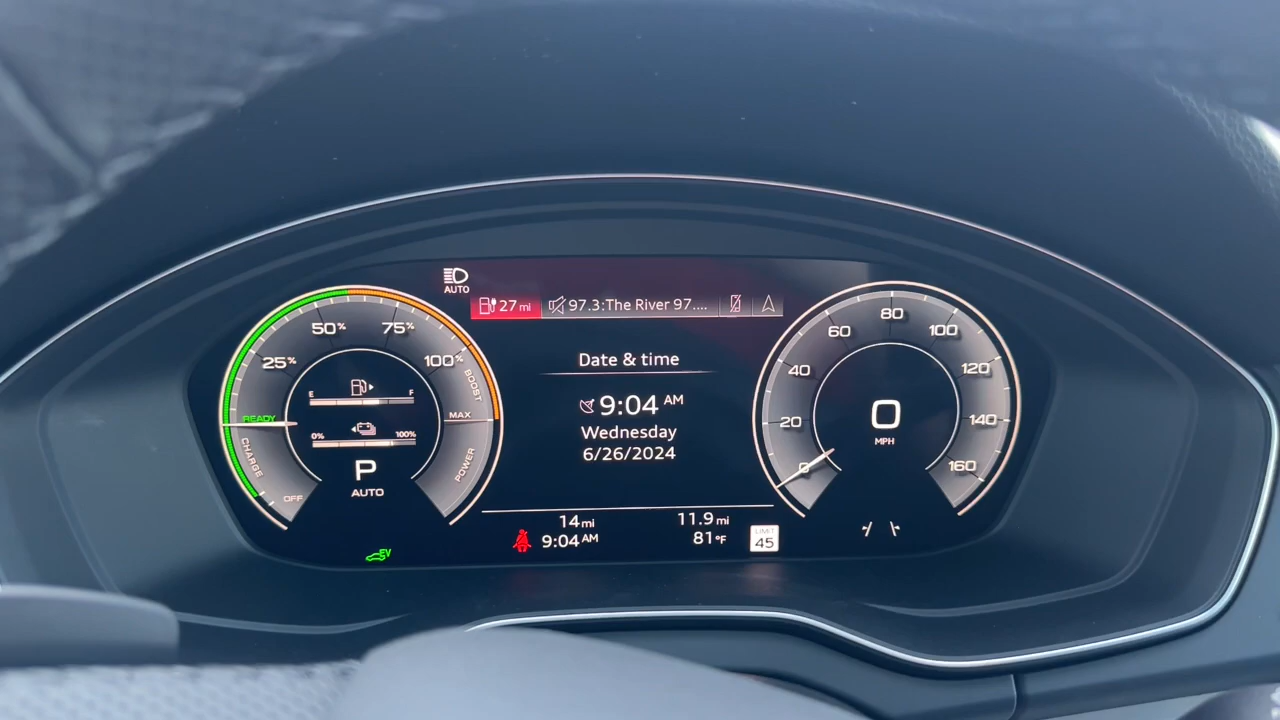 AUTO
27 mi
97.3:The River 97....
50%
75%
25%
100%
BOOST
E
F
READY
MAX
0%
100%
CHARGE
POWER
P
OFF
AUTO
EV
Date & time
9:04 AM
Wednesday
6/26/2024
14 mi
11.9 mi
9:04 AM
81°F
LIMIT
45
80
60
100
40
120
20
0
140
MPH
0
160